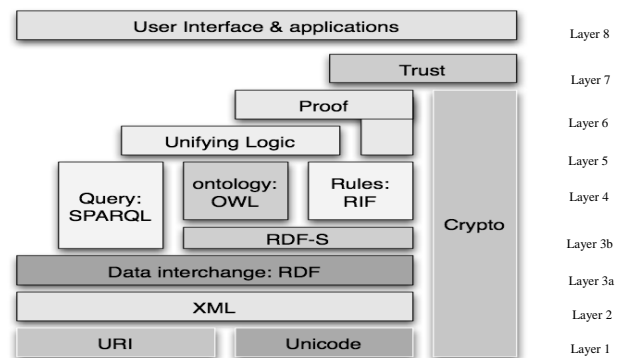 User Interface & applications
Layer 8
Trust
Layer 7
Proof
Layer 6
Unifying Logic
Layer 5
Query:
SPARQL
ontology:
OWL
Rules:
RIF
Layer 4
Crypto
RDF-S
Layer 3b
Data interchange: RDF
Layer 3a
XML
Layer 2
URI
Unicode
Layer 1